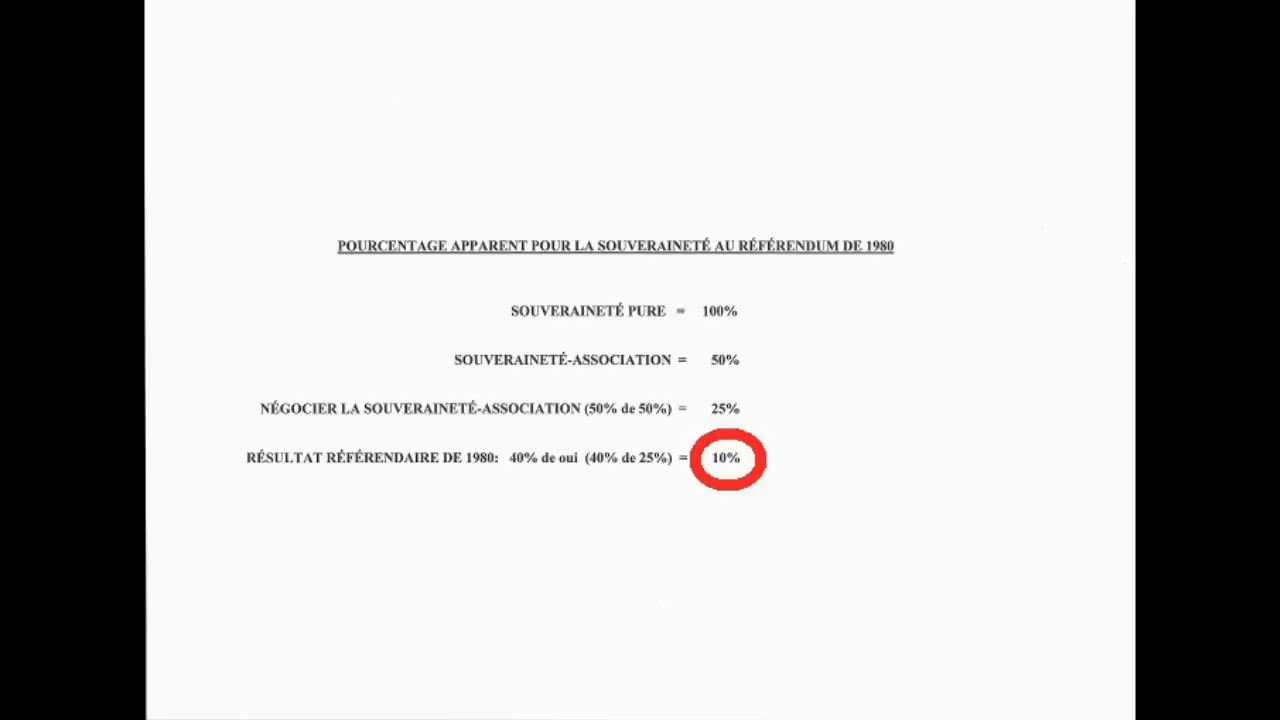 POURCENTAGE APPARENT POUR LA SOUVERAINETÉ AU RÉFÉRENDUM DE 1980
SOUVERAINETÉ PURE = 100%
SOUVERAINETÉ-ASSOCIATION = 50%
NÉGOCIER LA SOUVERAINETÉ-ASSOCIATION (50% de 50%) = 25%
RÉSULTAT RÉFÉRENDAIRE DE 1980: 40% de oui (40% de 25%) = 10%